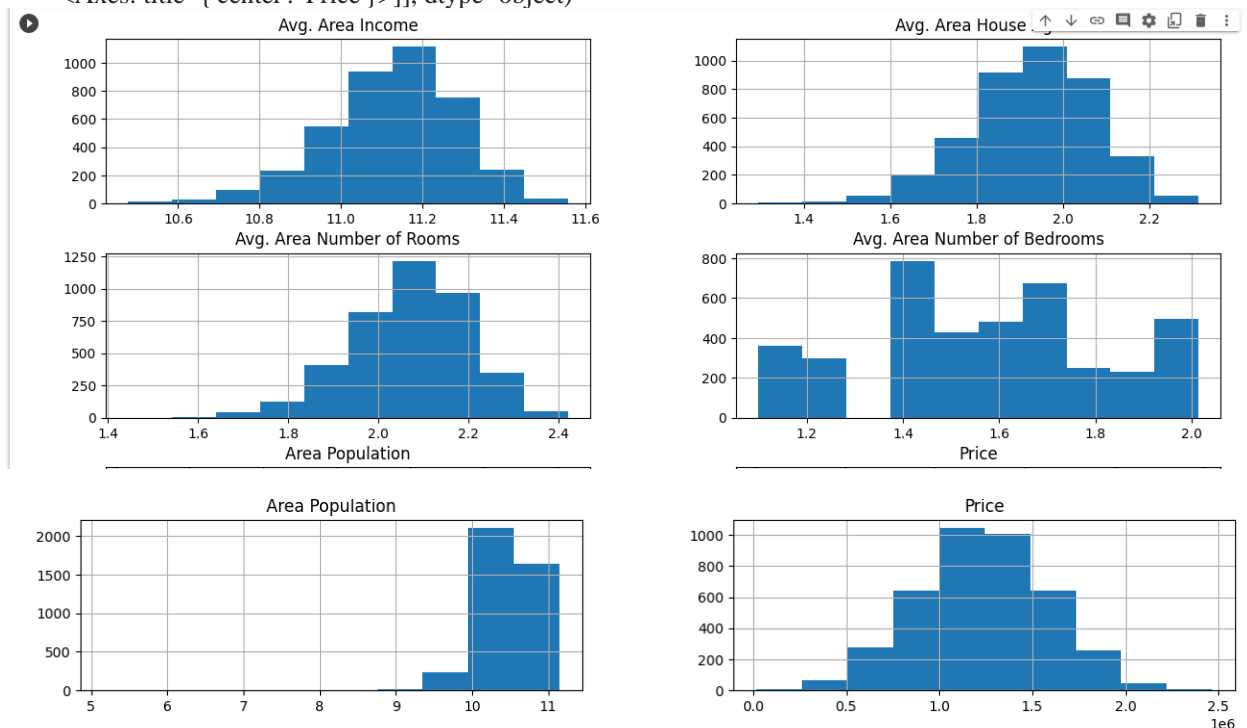 <Axes: title={'center': 'Price'}>]], dtype=object)
Avg. Area Income
1000
800
600
400
200
0
10.6 10.8 11.0 11.2 11.4 11.6
Avg. Area House
1000
800
600
400
200
0
1.4 1.6 1.8 2.0 2.2
Avg. Area Number of Rooms
1250
1000
750
500
250
0
1.4 1.6 1.8 2.0 2.2 2.4
Avg. Area Number of Bedrooms
800
600
400
200
0
1.2 1.4 1.6 1.8 2.0
Area Population
Price
Area Population
2000
1500
1000
500
0
5 6 7 8 9 10 11
Price
1000
800
600
400
200
0
0.0 0.5 1.0 1.5 2.0 2.5
1e6